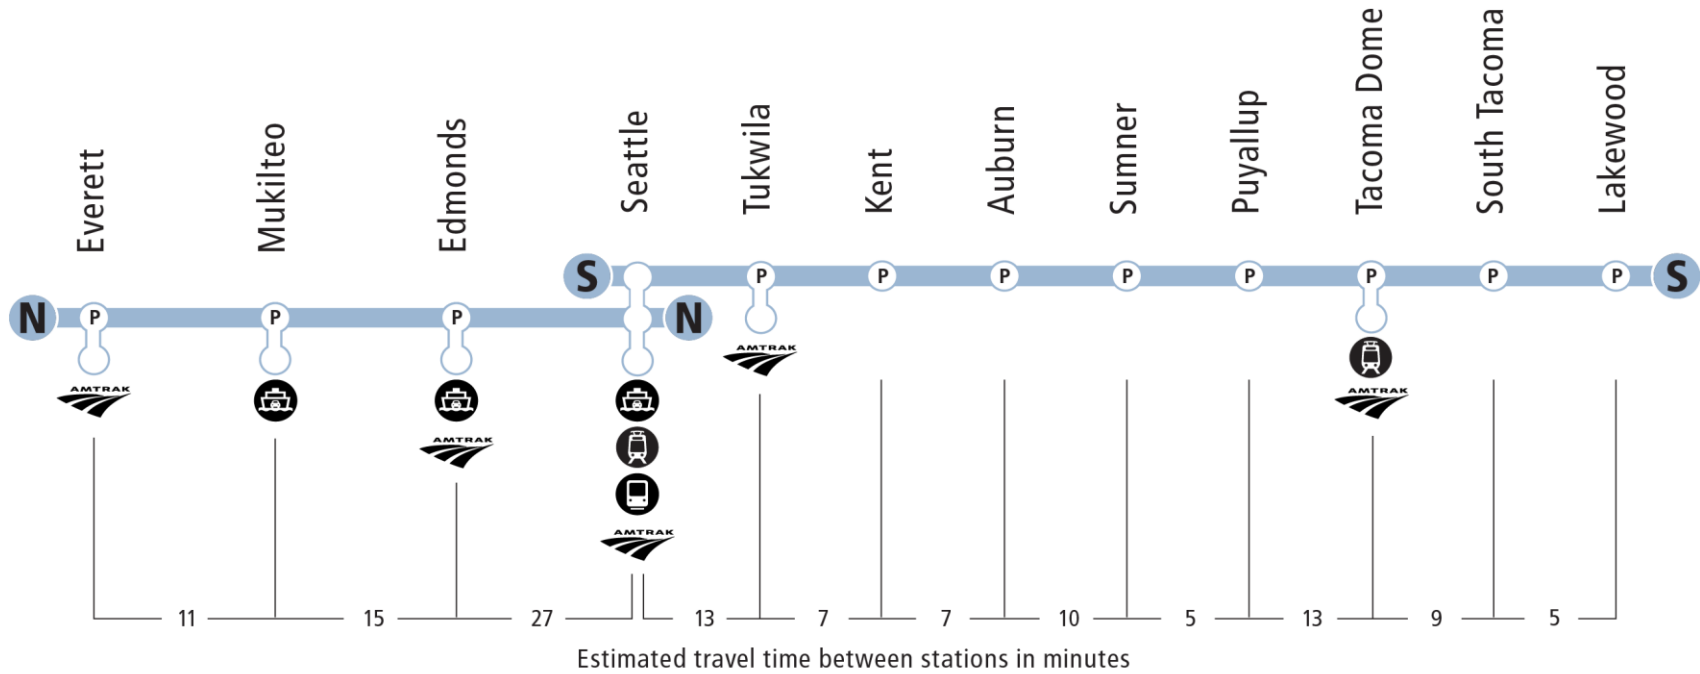 Everett
Mukilteo
Edmonds
Seattle
Tukwila
Kent
Auburn
Sumner
Puyallup
Tacoma Dome
South Tacoma
Lakewood
S P P P P P P P P S
N P P P N
AMTRAK
AMTRAK
AMTRAK
AMTRAK
AMTRAK
11 15 27 13 7 7 10 5 13 9 5
Estimated travel time between stations in minutes